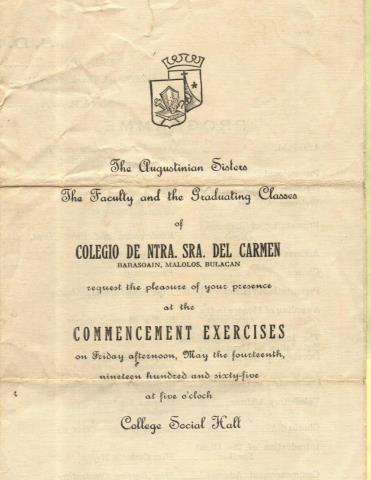 The Augustinian Sisters
The Faculty and the Graduating Classes
of
COLEGIO DE NTRA. SRA. DEL CARMEN
BARASOAIN, MALOLOS, BULACAN
request the pleasure of your presence
at the
COMMENCEMENT EXERCISES
on Friday afternoon, May the fourteenth,
nineteen hundred and sixty-five
at five o'clock
College Social Hall